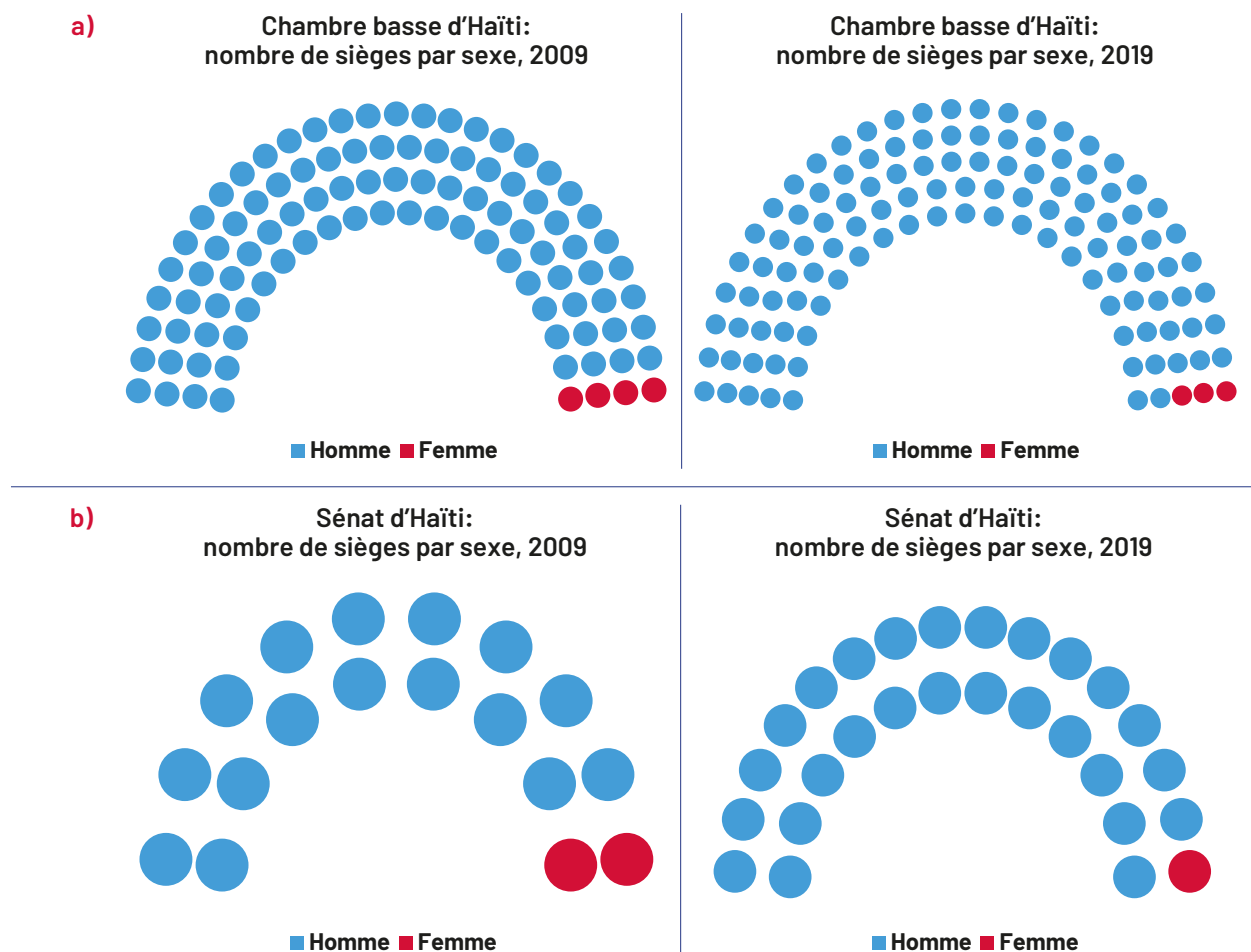 a)
Chambre basse d’Haïti:
nombre de sièges par sexe, 2009
Homme Femme
Chambre basse d’Haïti:
nombre de sièges par sexe, 2019
Homme Femme
b)
Sénat d’Haïti:
nombre de sièges par sexe, 2009
Homme Femme
Sénat d’Haïti:
nombre de sièges par sexe, 2019
Homme Femme